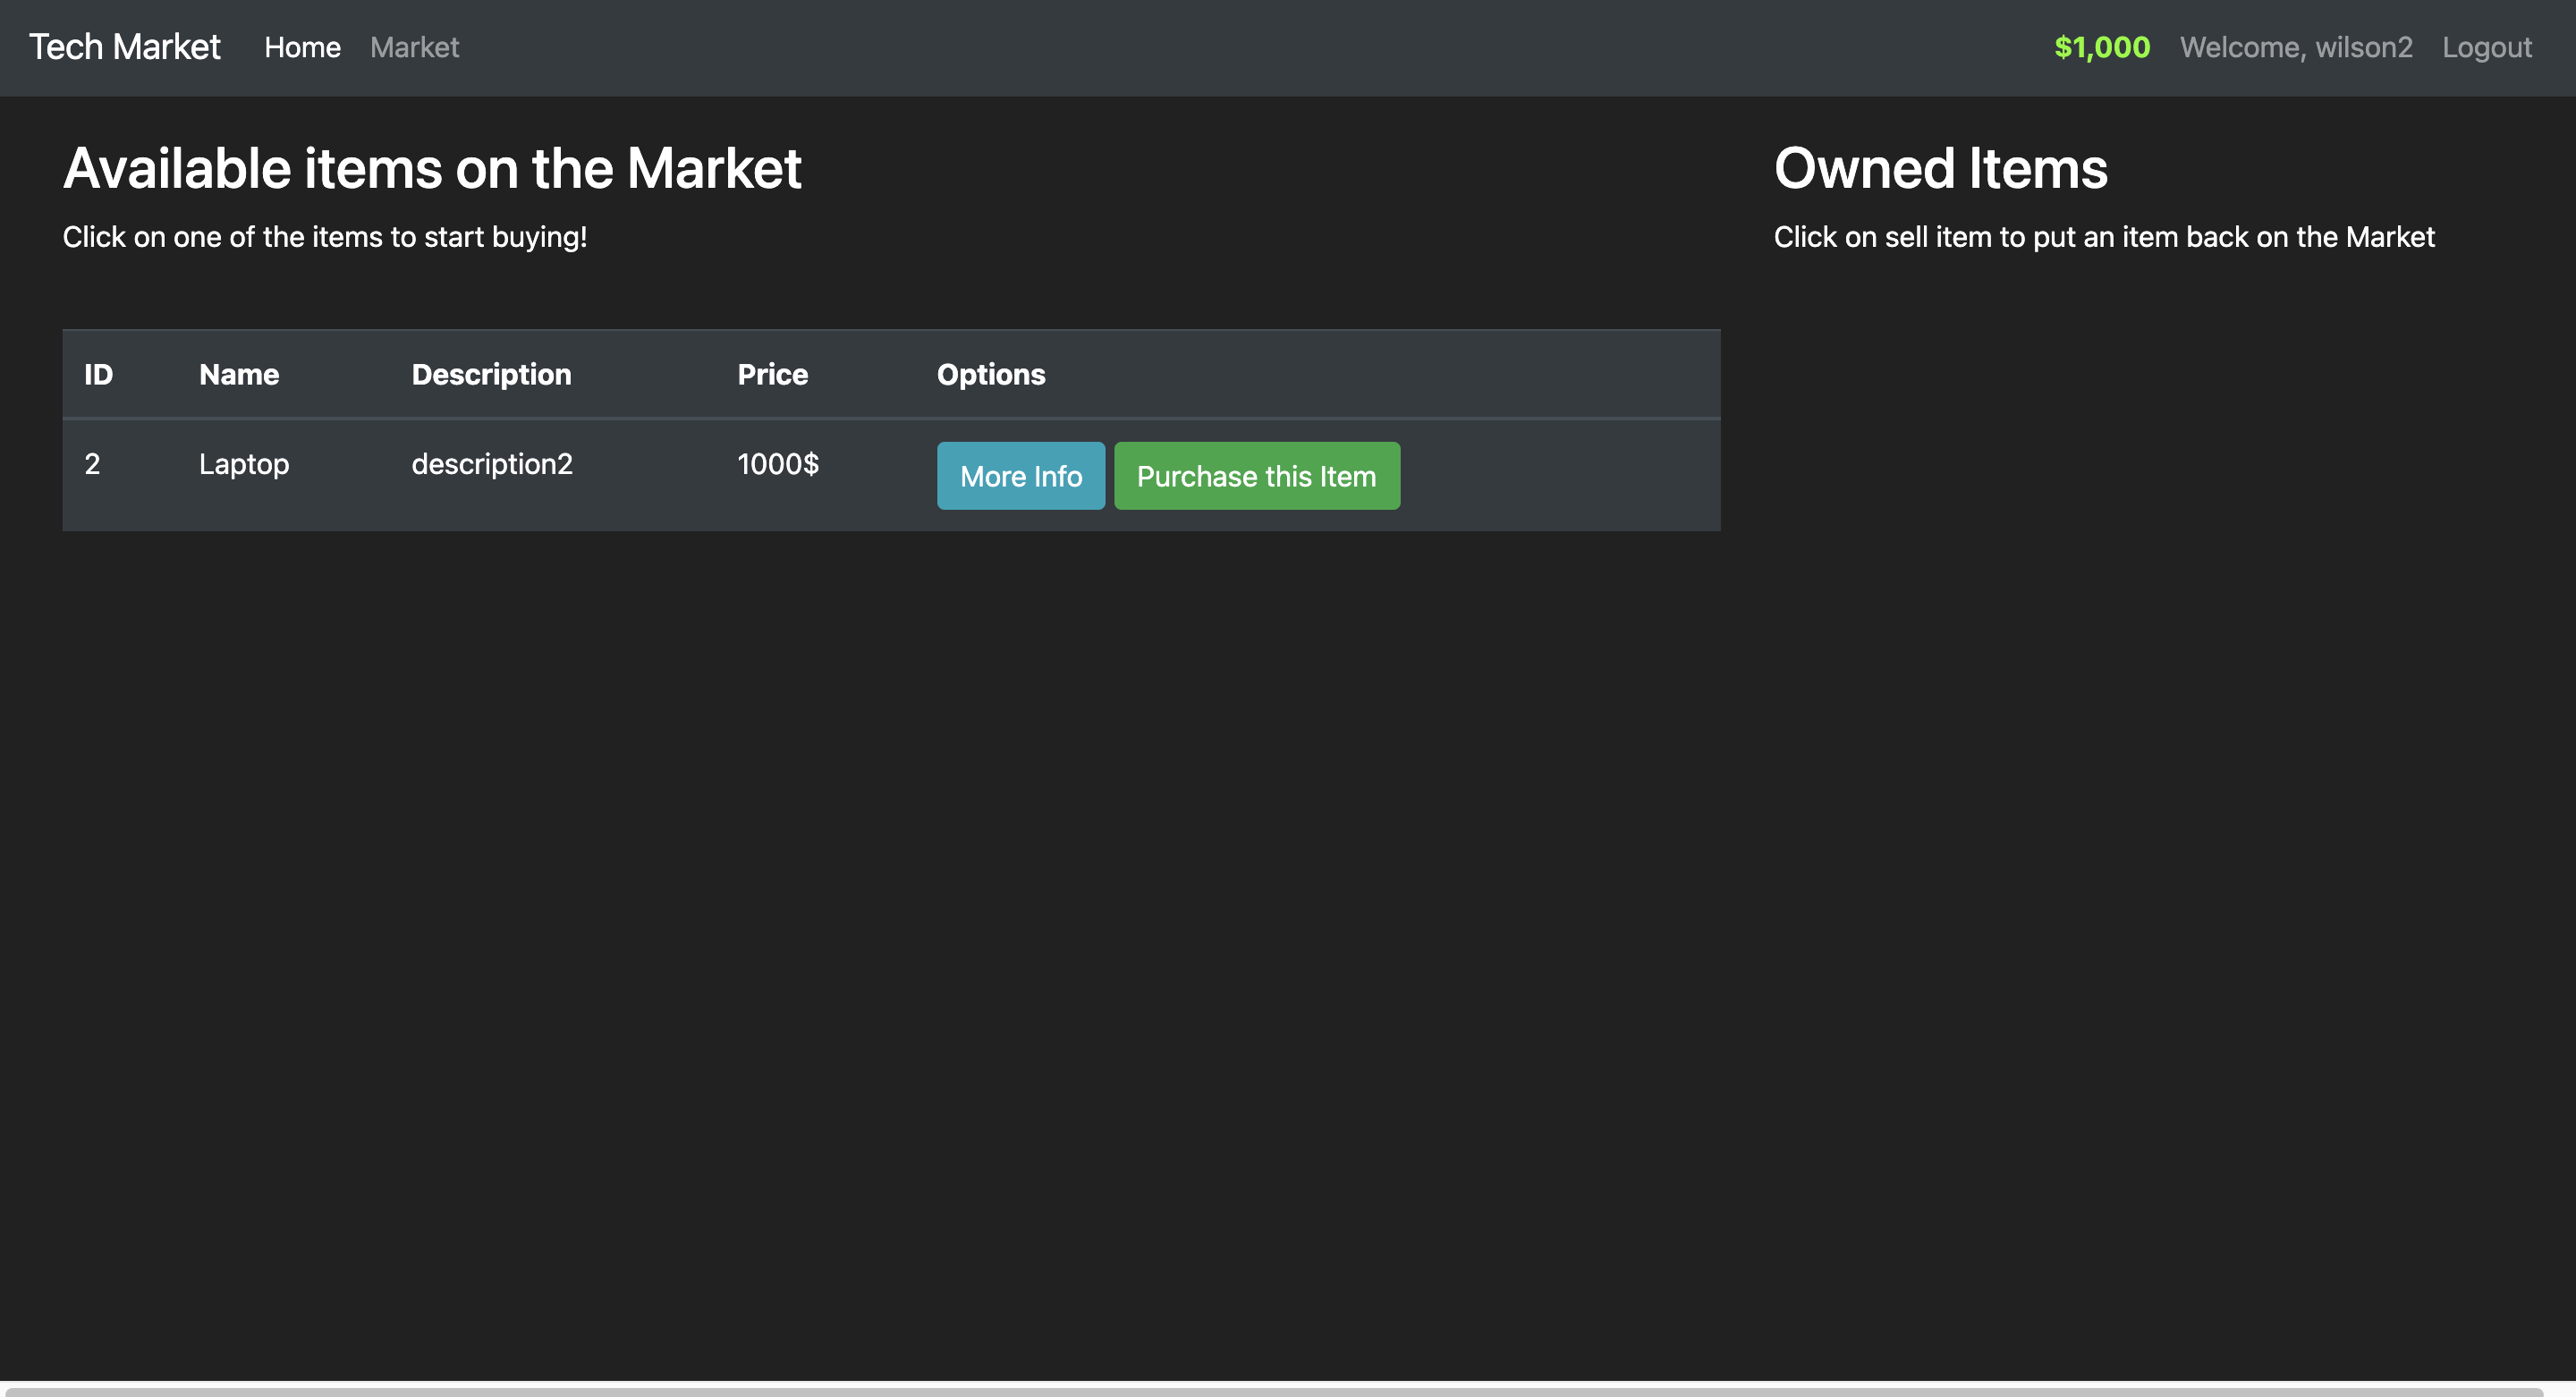 Tech Market Home Market $1,000 Welcome, wilson2 Logout
Available items on the Market
Click on one of the items to start buying!
Owned Items
Click on sell item to put an item back on the Market
ID Name Description Price Options
2 Laptop description2 1000$ More Info Purchase this Item